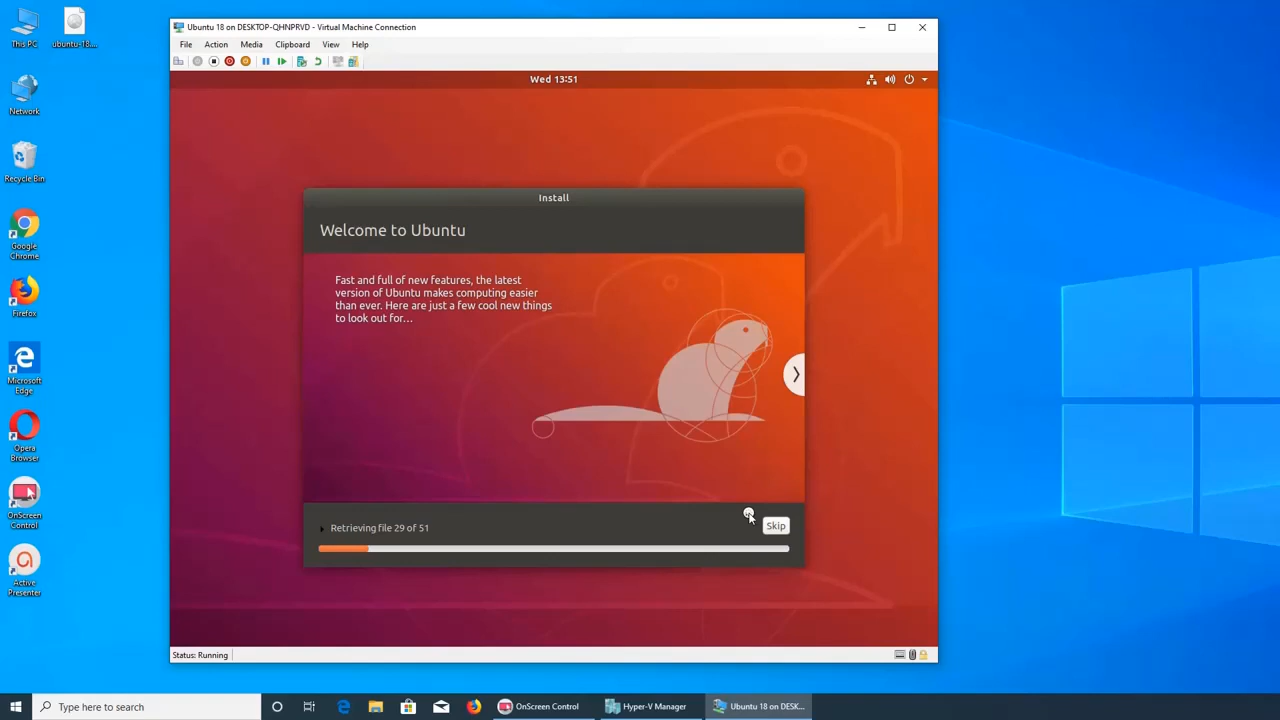 This PC
ubuntu-18....
Network
Recycle Bin
Google
Chrome
Firefox
Microsoft
Edge
Opera
Browser
OnScreen
Control
Active
Presenter
Ubuntu 18 on DESKTOP-QHNPRVD - Virtual Machine Connection
File Action Media Clipboard View Help
Wed 13:51
Install
Welcome to Ubuntu
Fast and full of new features, the latest
version of Ubuntu makes computing easier
than ever. Here are just a few cool new things
to look out for…
Retrieving file 29 of 51
Skip
Status: Running
Type here to search
OnScreen Control
Hyper-V Manager
Ubuntu 18 on DESK...